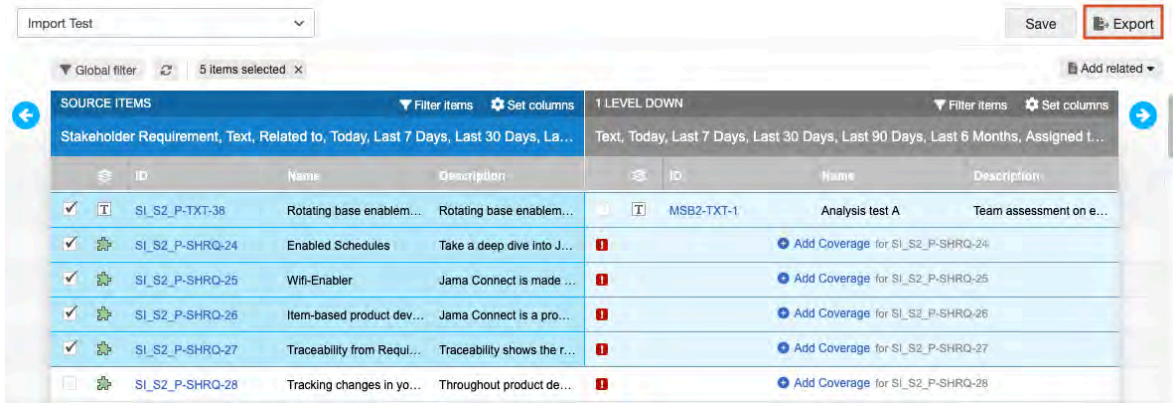 Import Test
Save Export
Global filter 5 items selected ×
Add related
SOURCE ITEMS Filter items Set columns 1 LEVEL DOWN Filter items Set columns
Stakeholder Requirement, Text, Related to, Today, Last 7 Days, Last 30 Days, La... Text, Today, Last 7 Days, Last 30 Days, Last 90 Days, Last 6 Months, Assigned t...
ID Name Description ID Name Description
T SI_S2_P-TXT-38 Rotating base enablem... Rotating base enablem... T MSB2-TXT-1 Analysis test A Team assessment on e...
SI_S2_P-SHRQ-24 Enabled Schedules Take a deep dive into J... Add Coverage for SI_S2_P-SHRQ-24
SI_S2_P-SHRQ-25 Wifi-Enabler Jama Connect is made ... Add Coverage for SI_S2_P-SHRQ-25
SI_S2_P-SHRQ-26 Item-based product dev... Jama Connect is a pro... Add Coverage for SI_S2_P-SHRQ-26
SI_S2_P-SHRQ-27 Traceability from Requi... Traceability shows the r... Add Coverage for SI_S2_P-SHRQ-27
SI_S2_P-SHRQ-28 Tracking changes in yo... Throughout product de... Add Coverage for SI_S2_P-SHRQ-28